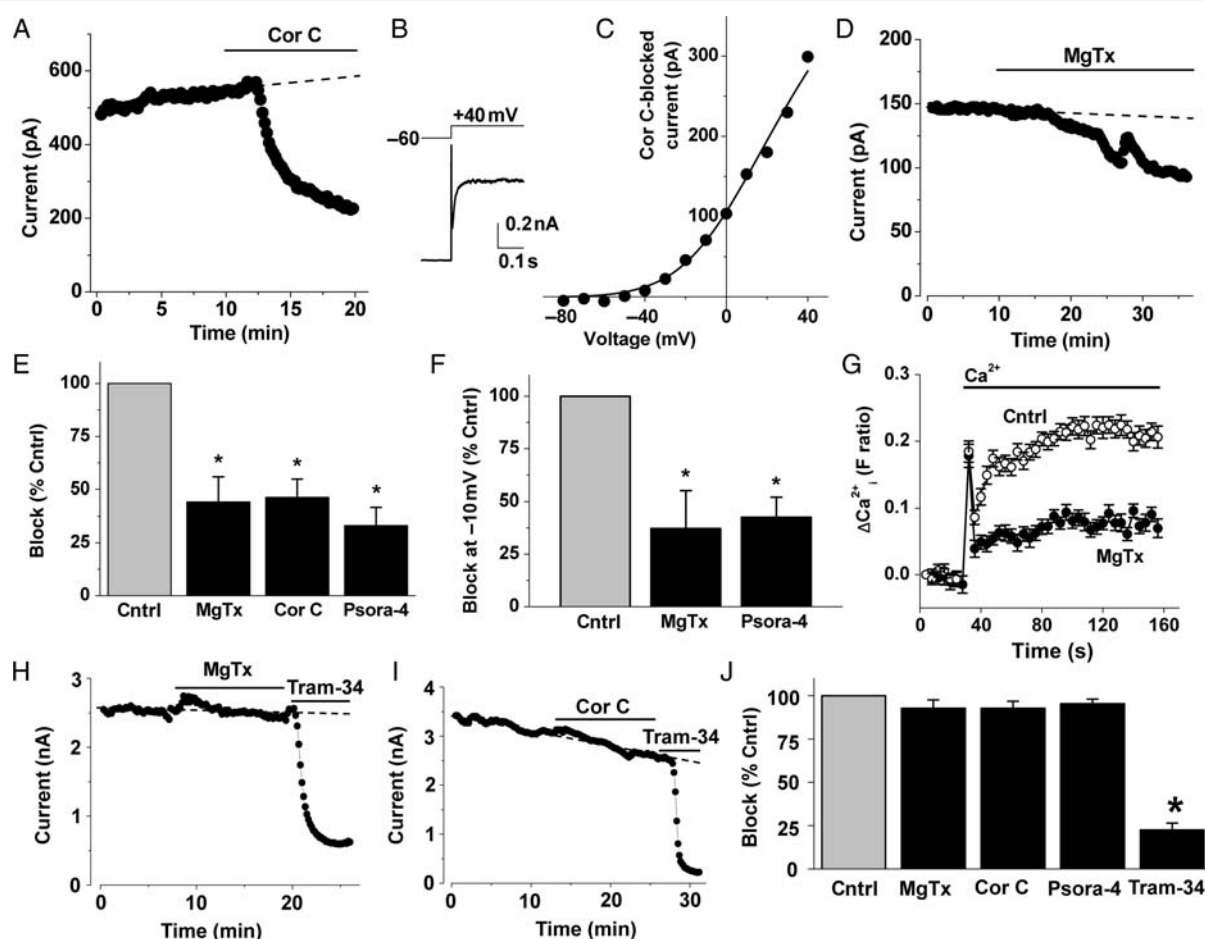 A
Cor C
600
400
200
0
Current (pA)
0 5 10 15 20
Time (min)
B
+40 mV
−60
0.2 nA
0.1 s
C
Cor C-blocked
current (pA)
300
200
100
−80 −40 0 40
Voltage (mV)
D
MgTx
200
150
100
50
0
Current (pA)
0 10 20 30
Time (min)
E
100
75
50
25
0
Block (% Cntrl)
* * *
Cntrl MgTx Cor C Psora-4
F
100
75
50
25
0
Block at −10 mV (% Cntrl)
* *
Cntrl MgTx Psora-4
G
0.3
0.2
0.1
0.0
ΔCa²⁺ᵢ (F ratio)
Ca²⁺
Cntrl
MgTx
0 40 80 120 160
Time (s)
H
MgTx
Tram-34
3
2
1
0
Current (nA)
0 10 20 30
Time (min)
I
Cor C
Tram-34
4
3
2
1
0
Current (nA)
0 10 20 30
Time (min)
J
100
75
50
25
0
Block (% Cntrl)
*
Cntrl MgTx Cor C Psora-4 Tram-34